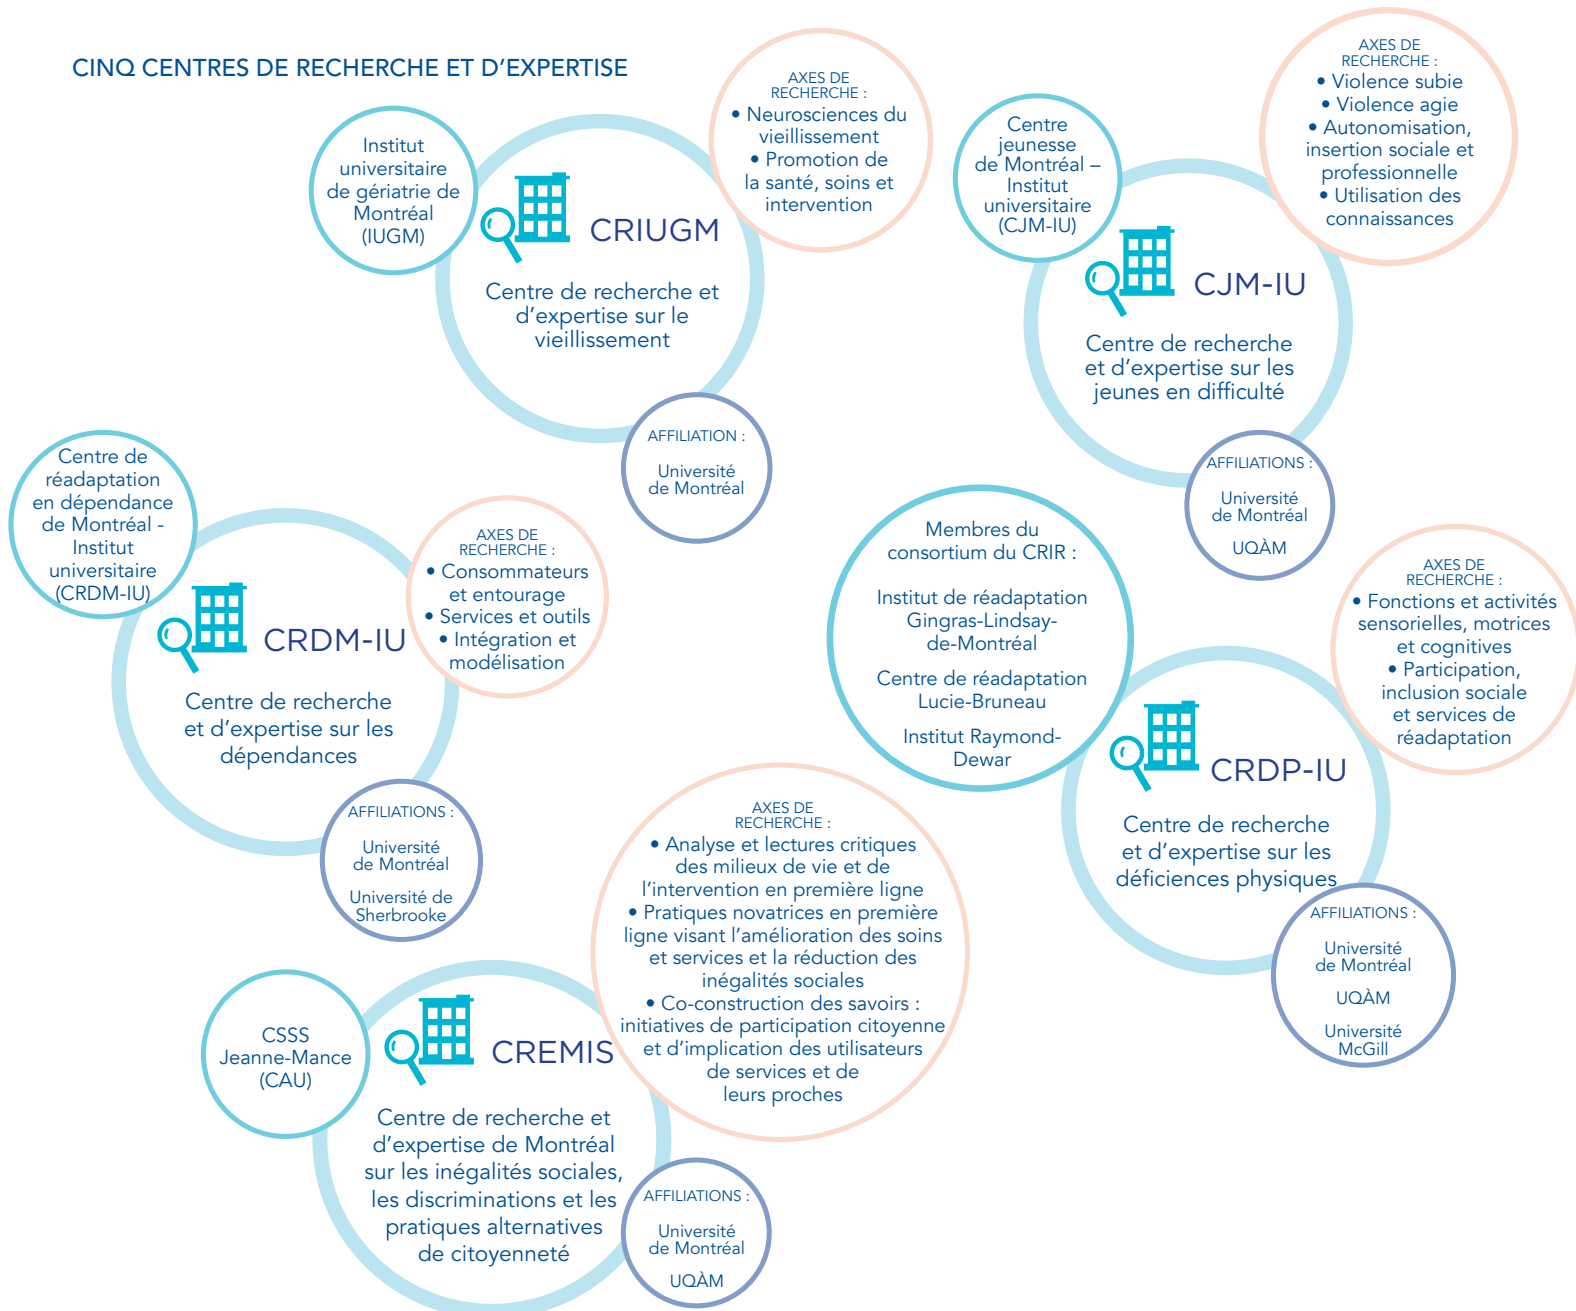 CINQ CENTRES DE RECHERCHE ET D'EXPERTISE
Institut
universitaire
de gériatrie de
Montréal
(IUGM)
CRIUGM
Centre de recherche et
d'expertise sur le
vieillissement
AXES DE
RECHERCHE :
• Neurosciences du
vieillissement
• Promotion de
la santé, soins et
intervention
AFFILIATION :
Université
de Montréal
Centre
jeunesse
de Montréal –
Institut
universitaire
(CJM-IU)
CJM-IU
Centre de recherche
et d'expertise sur les
jeunes en difficulté
AXES DE
RECHERCHE :
• Violence subie
• Violence agie
• Autonomisation,
insertion sociale et
professionnelle
• Utilisation des
connaissances
AFFILIATIONS :
Université
de Montréal
UQÀM
Centre de
réadaptation
en dépendance
de Montréal -
Institut
universitaire
(CRDM-IU)
CRDM-IU
Centre de recherche
et d'expertise sur les
dépendances
AXES DE
RECHERCHE :
• Consommateurs
et entourage
• Services et outils
• Intégration et
modélisation
AFFILIATIONS :
Université
de Montréal
Université de
Sherbrooke
Membres du
consortium du CRIR :
Institut de réadaptation
Gingras-Lindsay-
de-Montréal
Centre de réadaptation
Lucie-Bruneau
Institut Raymond-
Dewar
CRDP-IU
Centre de recherche
et d'expertise sur les
déficiences physiques
AXES DE
RECHERCHE :
• Fonctions et activités
sensorielles, motrices
et cognitives
• Participation,
inclusion sociale
et services de
réadaptation
AFFILIATIONS :
Université
de Montréal
UQÀM
Université
McGill
CSSS
Jeanne-Mance
(CAU)
CREMIS
Centre de recherche et
d'expertise de Montréal
sur les inégalités sociales,
les discriminations et les
pratiques alternatives
de citoyenneté
AXES DE
RECHERCHE :
• Analyse et lectures critiques
des milieux de vie et de
l'intervention en première ligne
• Pratiques novatrices en première
ligne visant l'amélioration des soins
et services et la réduction des
inégalités sociales
• Co-construction des savoirs :
initiatives de participation citoyenne
et d'implication des utilisateurs
de services et de
leurs proches
AFFILIATIONS :
Université
de Montréal
UQÀM